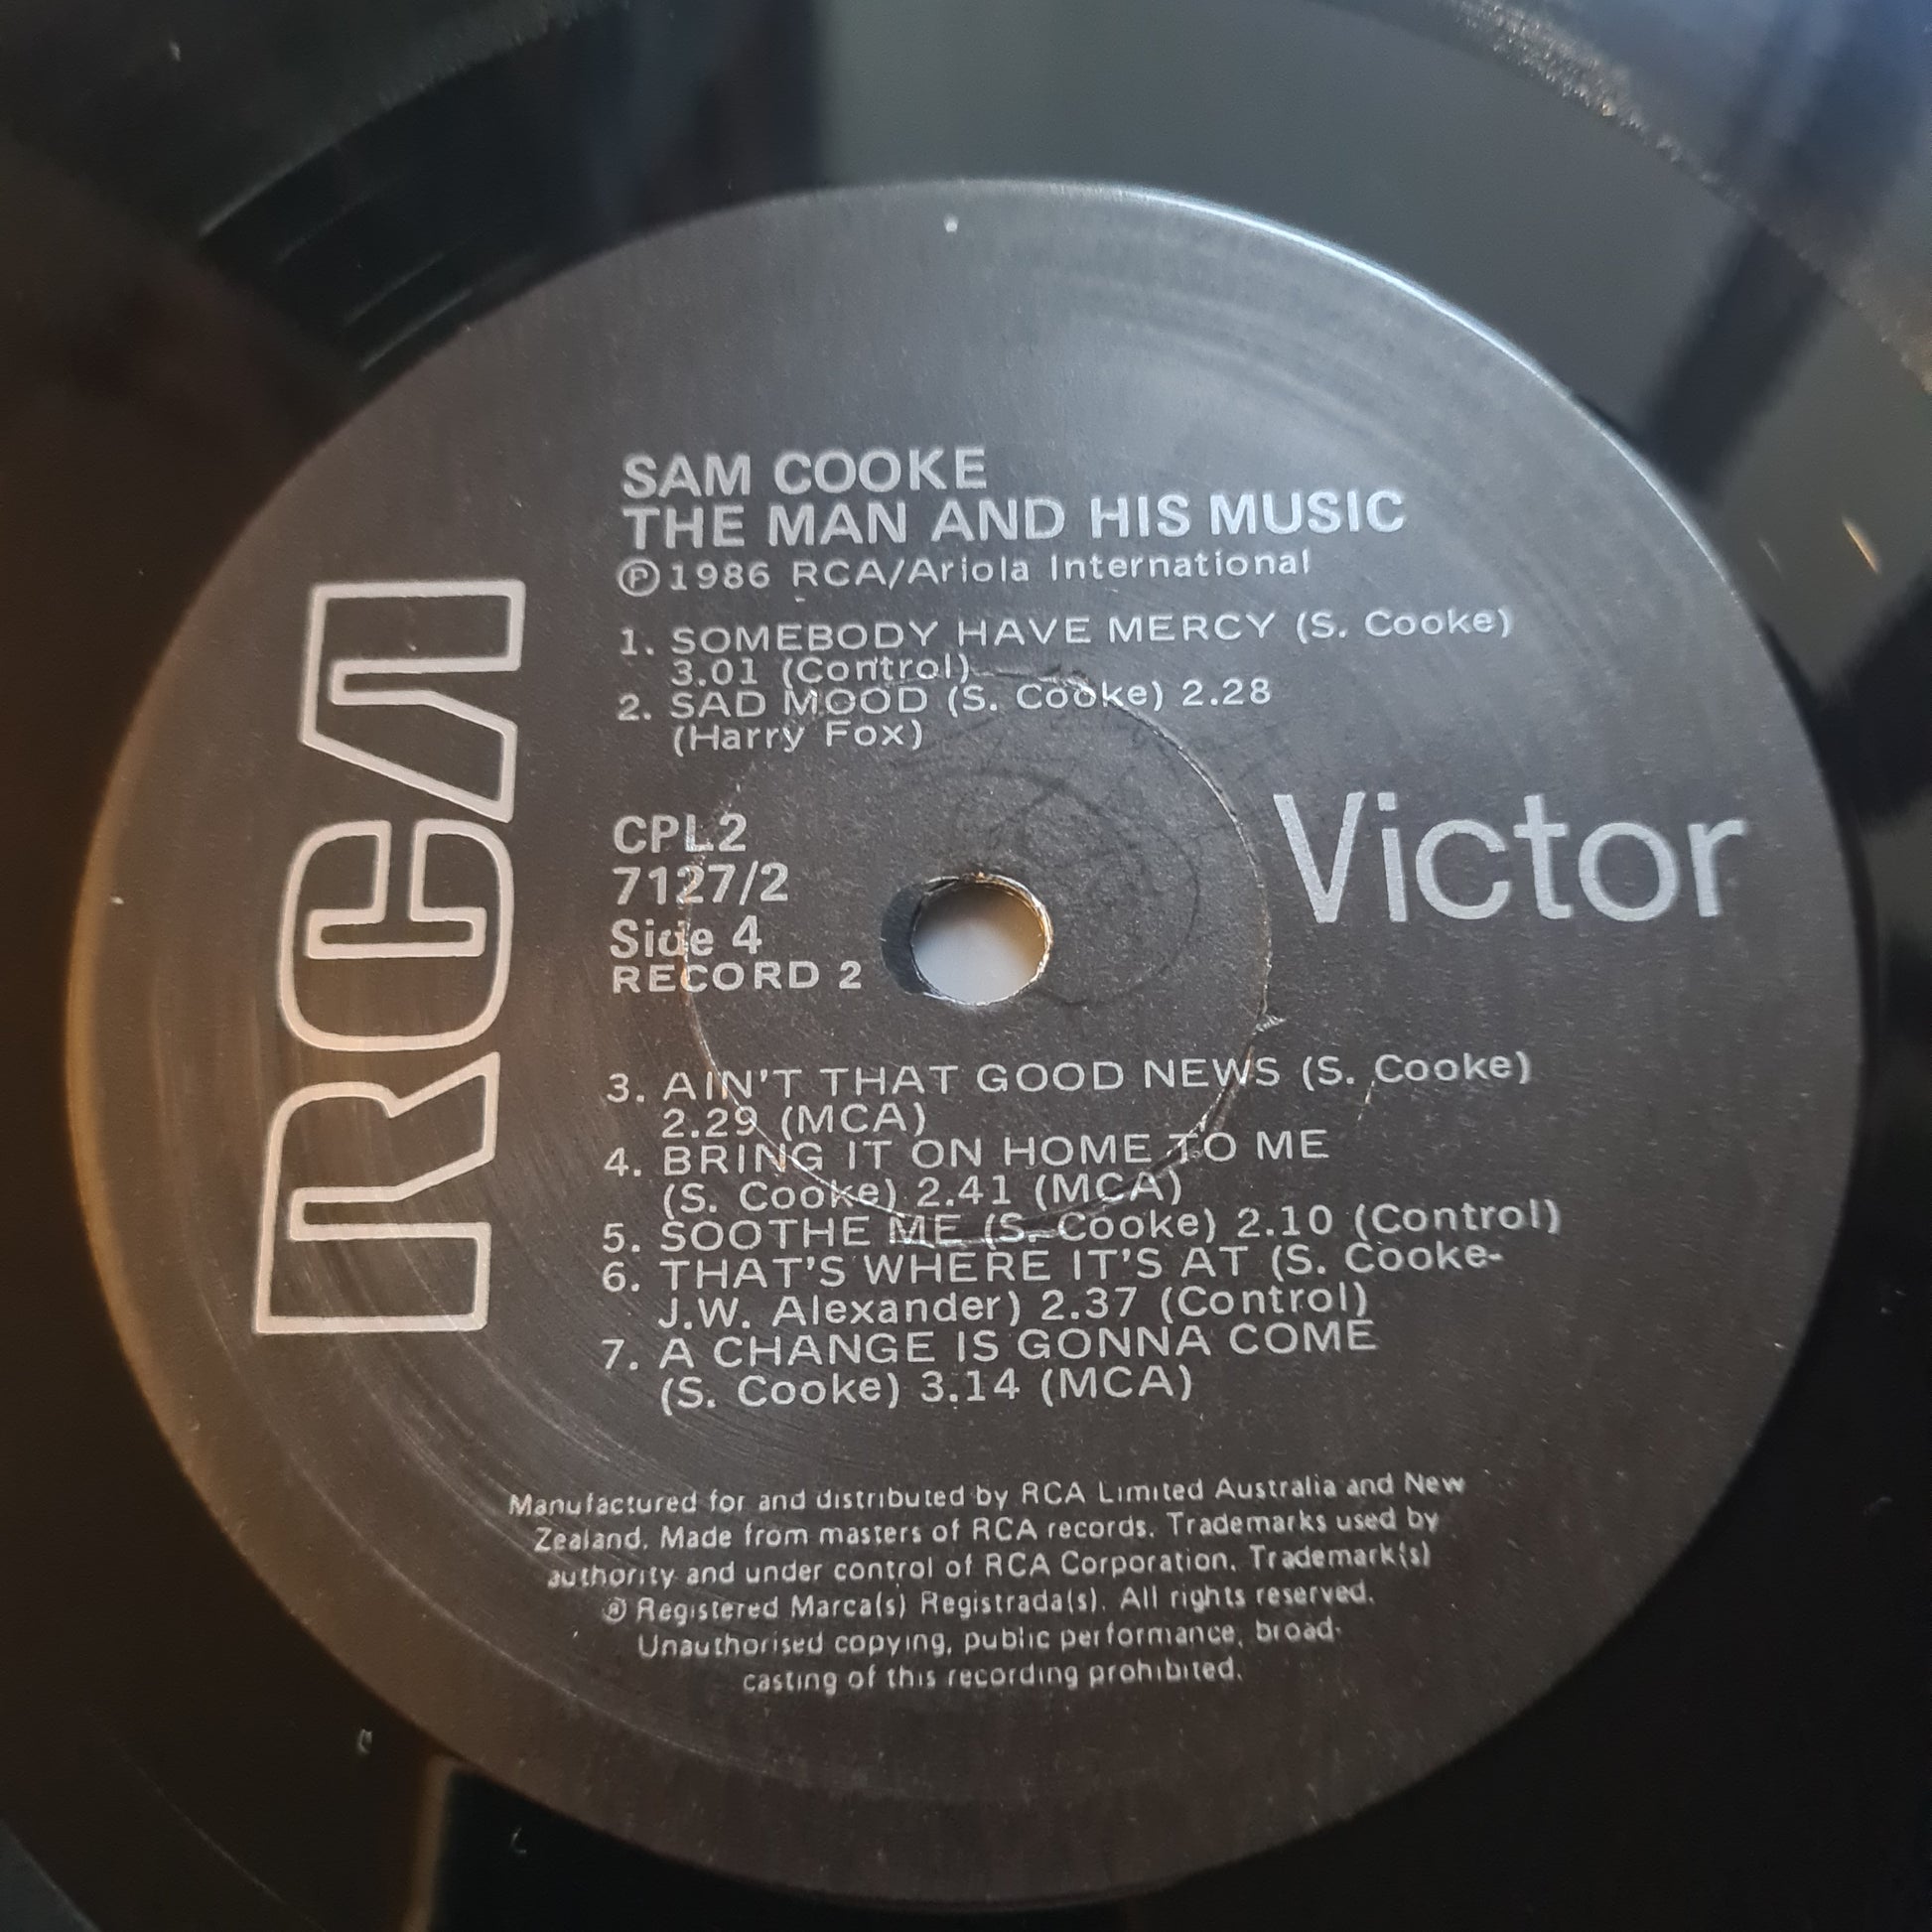 SAM COOKE
THE MAN AND HIS MUSIC
Ⓟ1986 RCA/Ariola International
1. SOMEBODY HAVE MERCY (S. Cooke)
3.01 (Control)
2. SAD MOOD (S. Cooke) 2.28
(Harry Fox)
RCA
CPL2
7127/2
Side 4
RECORD 2
Victor
3. AIN'T THAT GOOD NEWS (S. Cooke)
2.29 (MCA)
4. BRING IT ON HOME TO ME
(S. Cooke) 2.41 (MCA)
5. SOOTHE ME (S. Cooke) 2.10 (Control)
6. THAT'S WHERE IT'S AT (S. Cooke-
J.W. Alexander) 2.37 (Control)
7. A CHANGE IS GONNA COME
(S. Cooke) 3.14 (MCA)
Manufactured for and distributed by RCA Limited Australia and New
Zealand. Made from masters of RCA records. Trademarks used by
authority and under control of RCA Corporation. Trademark(s)
® Registered Marca(s) Registrada(s). All rights reserved.
Unauthorised copying, public performance, broad-
casting of this recording prohibited.